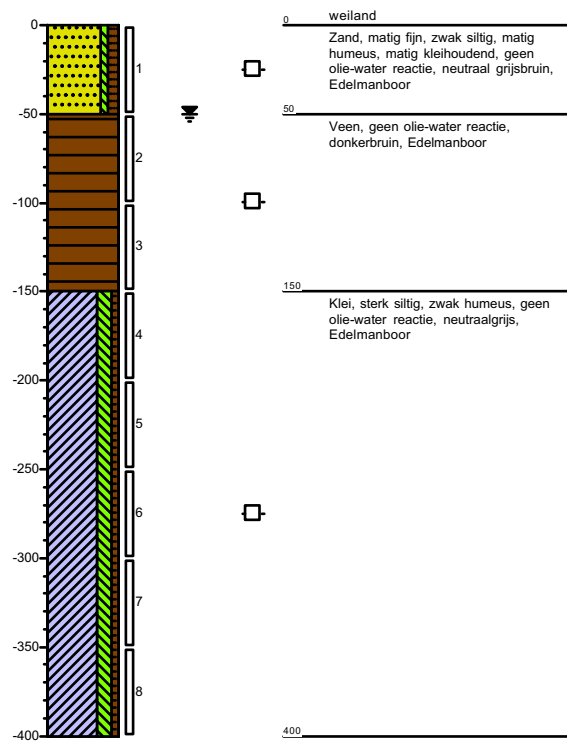 0
-50
-100
-150
-200
-250
-300
-350
-400
1
2
3
4
5
6
7
8
0
weiland
Zand, matig fijn, zwak siltig, matig
humeus, matig kleihoudend, geen
olie-water reactie, neutraal grijsbruin,
Edelmanboor
50
Veen, geen olie-water reactie,
donkerbruin, Edelmanboor
150
Klei, sterk siltig, zwak humeus, geen
olie-water reactie, neutraalgrijs,
Edelmanboor
400